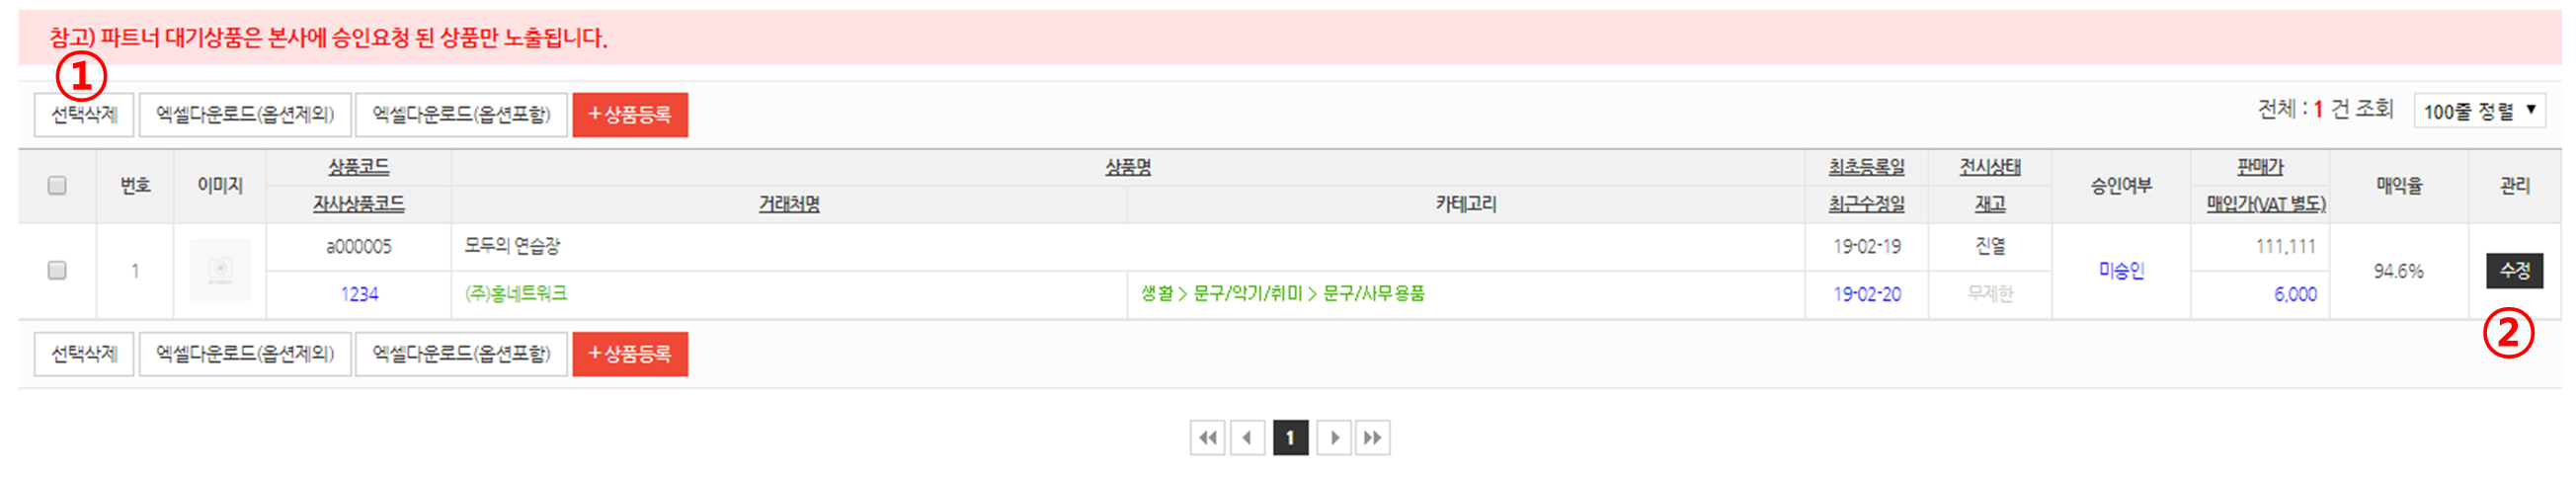 참고) 파트너 대기상품은 본사에 승인요청 된 상품만 노출됩니다.
①
선택삭제 엑셀다운로드(옵션제외) 엑셀다운로드(옵션포함) +상품등록 전체 : 1 건 조회 100줄 정렬
번호 이미지 상품코드 상품명 최초등록일 전시상태 승인여부 판매가 매익율 관리
자사상품코드 거래처명 카테고리 최근수정일 재고 매입가(VAT 별도)
1 a000005 모두의 연습장 19-02-19 진열 미승인 111,111 94.6% 수정
1234 (주)홍네트워크 생활 > 문구/악기/취미 > 문구/사무용품 19-02-20 무제한 6,000
②
선택삭제 엑셀다운로드(옵션제외) 엑셀다운로드(옵션포함) +상품등록
1